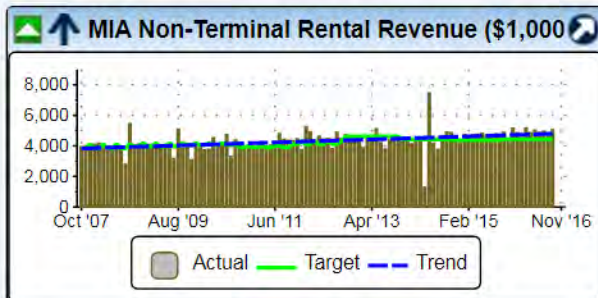 MIA Non-Terminal Rental Revenue ($1,000
8,000
6,000
4,000
2,000
0
Oct '07 Aug '09 Jun '11 Apr '13 Feb '15 Nov '16
Actual Target Trend